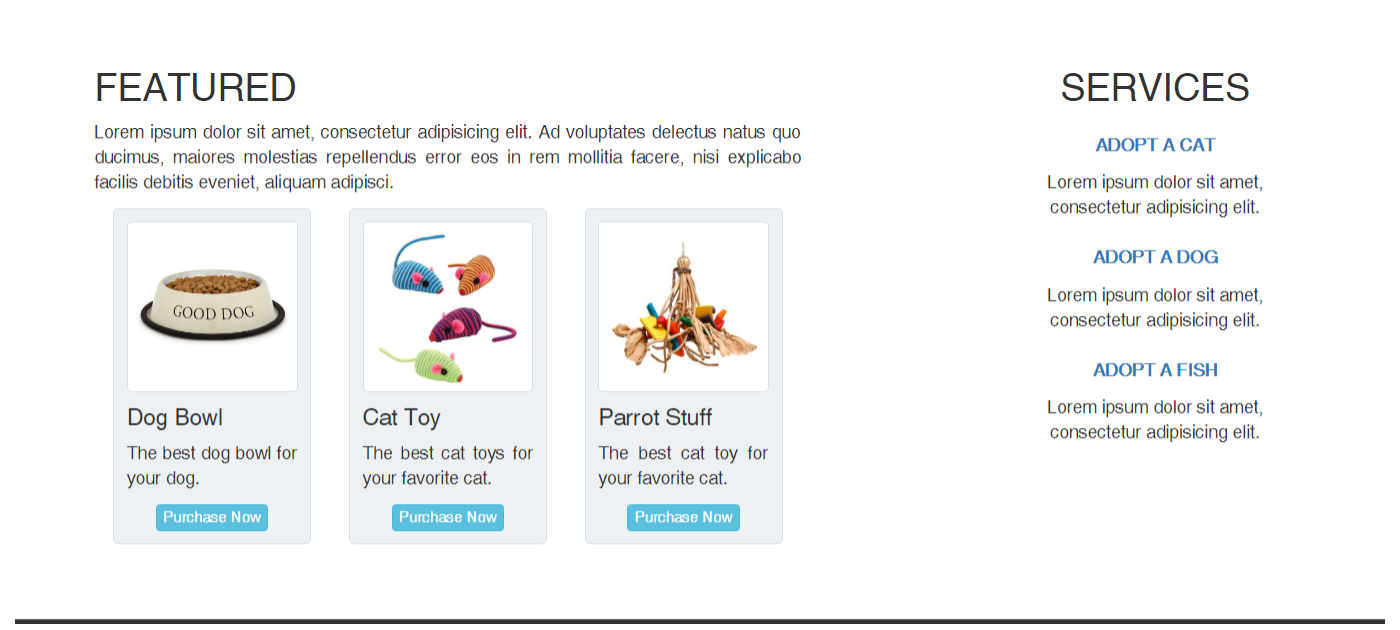 FEATURED
Lorem ipsum dolor sit amet, consectetur adipisicing elit. Ad voluptates delectus natus quo
ducimus, maiores molestias repellendus error eos in rem mollitia facere, nisi explicabo
facilis debitis eveniet, aliquam adipisci.
GOOD DOG
Dog Bowl
The best dog bowl for
your dog.
Purchase Now
Cat Toy
The best cat toys for
your favorite cat.
Purchase Now
Parrot Stuff
The best cat toy for
your favorite cat.
Purchase Now
SERVICES
ADOPT A CAT
Lorem ipsum dolor sit amet,
consectetur adipisicing elit.
ADOPT A DOG
Lorem ipsum dolor sit amet,
consectetur adipisicing elit.
ADOPT A FISH
Lorem ipsum dolor sit amet,
consectetur adipisicing elit.